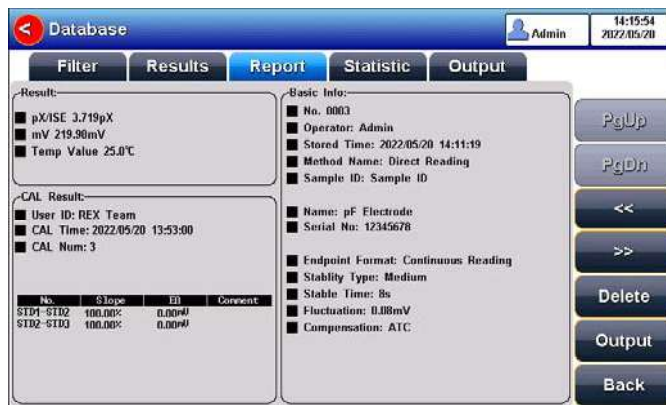 <
Database
Admin
14:15:54
2022/05/20
Filter
Results
Report
Statistic
Output
Result:
pX/ISE 3.719pX
mV 219.90mV
Temp Value 25.0℃
CAL Result:
User ID: REX Team
CAL Time: 2022/05/20 13:53:00
CAL Num: 3
No. Slope E0 Comment
STD1-STD2 100.00% 0.00mV
STD2-STD3 100.00% 0.00mV
Basic Info:
No. 0003
Operator: Admin
Stored Time: 2022/05/20 14:11:19
Method Name: Direct Reading
Sample ID: Sample ID
Name: pF Electrode
Serial No: 12345678
Endpoint Format: Continuous Reading
Stablity Type: Medium
Stable Time: 8s
Fluctuation: 0.08mV
Compensation: ATC
PgUp
PgDn
<<
>>
Delete
Output
Back